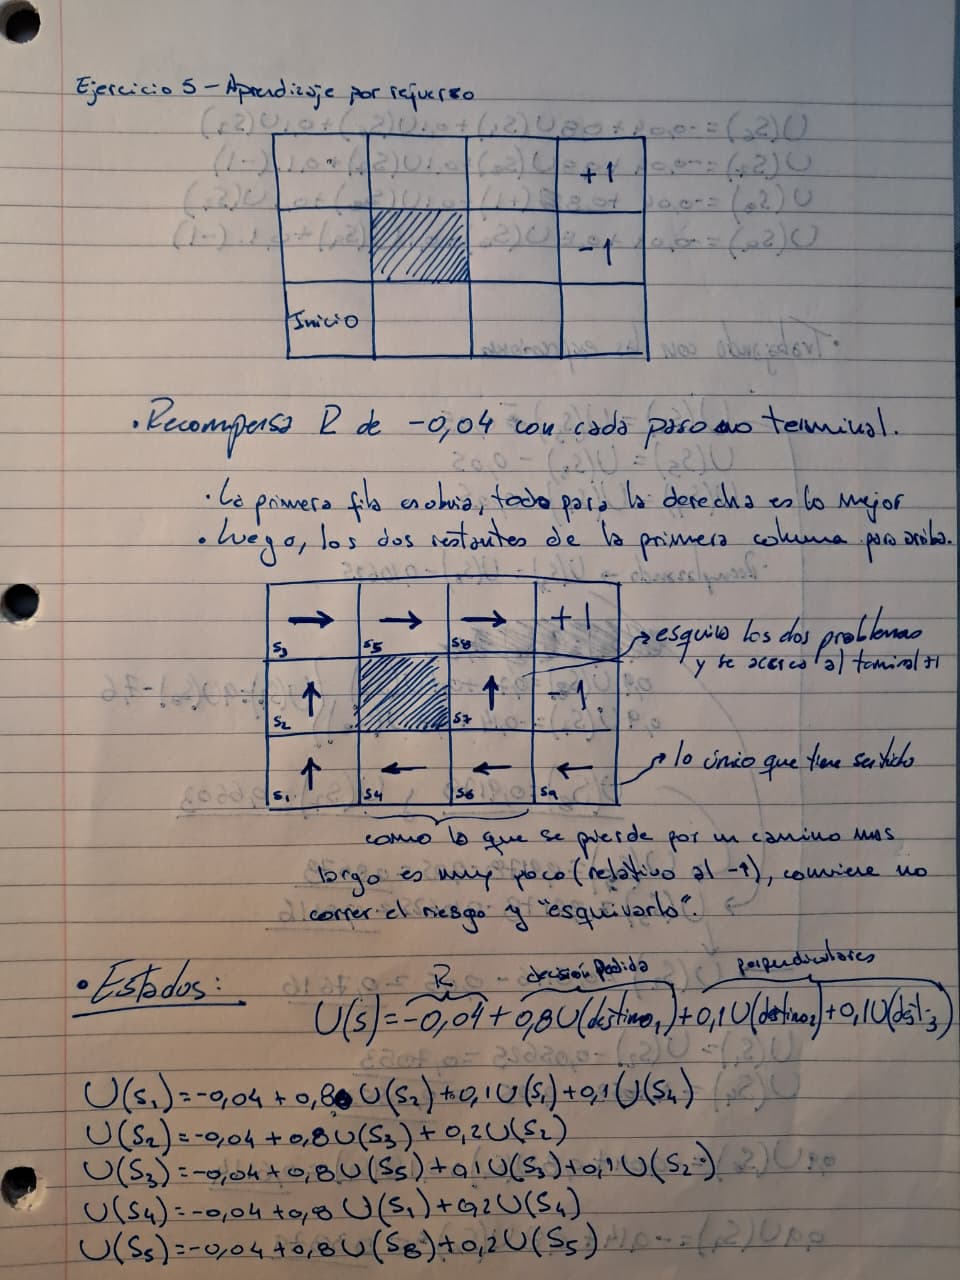 Ejercicio 5 - Aprendizaje por refuerzo
+1
-1
Inicio
• Recompensa R de -0,04 con cada paso no terminal.
• La primera fila es obvia, todo para la derecha es lo mejor
• Luego, los dos restantes de la primera columna para arriba.
→ → → +1
S3 S5 S8
→ esquivo los dos problemas
y se acerca al terminal +1
↑ ↑ -1
S2 S7
→ lo único que tiene sentido
↑ ← ← ←
S1 S4 S6 S9
como lo que se pierde por un camino mas
largo es muy poco (relativo al -1), conviene no
correr el riesgo y "esquivarlo".
• Estados:
R decisión pedida perpendiculares
U(s) = -0,04 + 0,8U(destino1) + 0,1U(destino2) + 0,1U(dest-3)
U(S1) = -0,04 + 0,8 U(S2) + 0,1U(S1) + 0,1U(S4)
U(S2) = -0,04 + 0,8U(S3) + 0,2U(S2)
U(S3) = -0,04 + 0,8U(S5) + 0,1U(S3) + 0,1U(S2)
U(S4) = -0,04 + 0,8 U(S1) + 0,2U(S4)
U(S5) = -0,04 + 0,8U(S8) + 0,2U(S5)